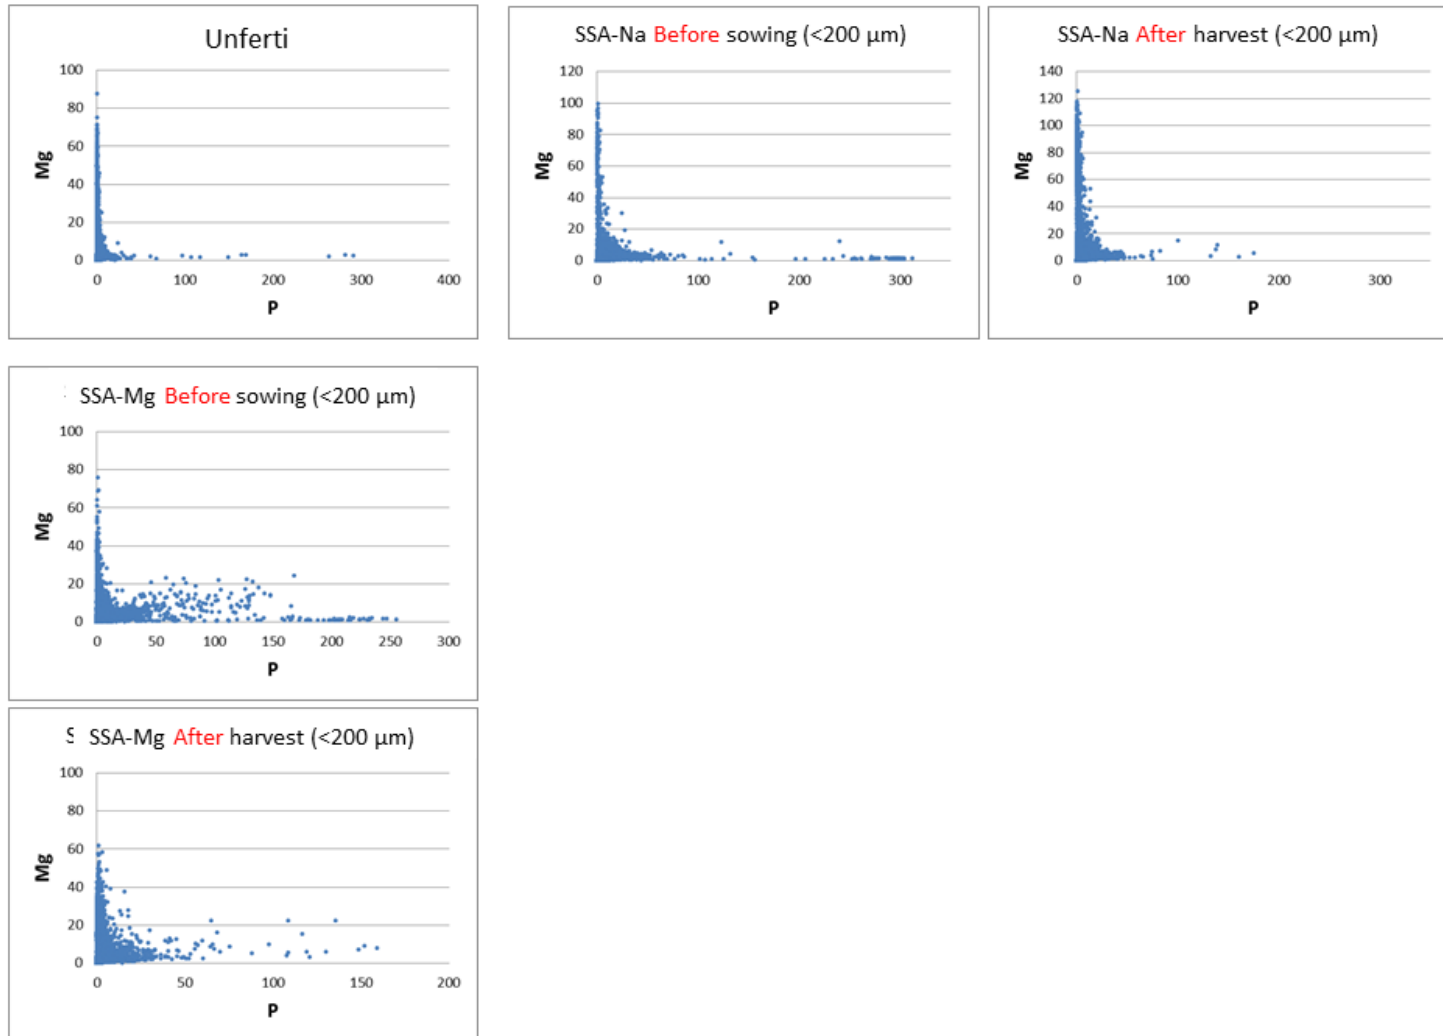 Unferti
100
80
60
40
20
0
Mg
0 100 200 300 400
P
SSA-Na Before sowing (<200 µm)
120
100
80
60
40
20
0
Mg
0 100 200 300
P
SSA-Na After harvest (<200 µm)
140
120
100
80
60
40
20
0
Mg
0 100 200 300
P
SSA-Mg Before sowing (<200 µm)
100
80
60
40
20
0
Mg
0 50 100 150 200 250 300
P
SSA-Mg After harvest (<200 µm)
100
80
60
40
20
0
Mg
0 50 100 150 200
P